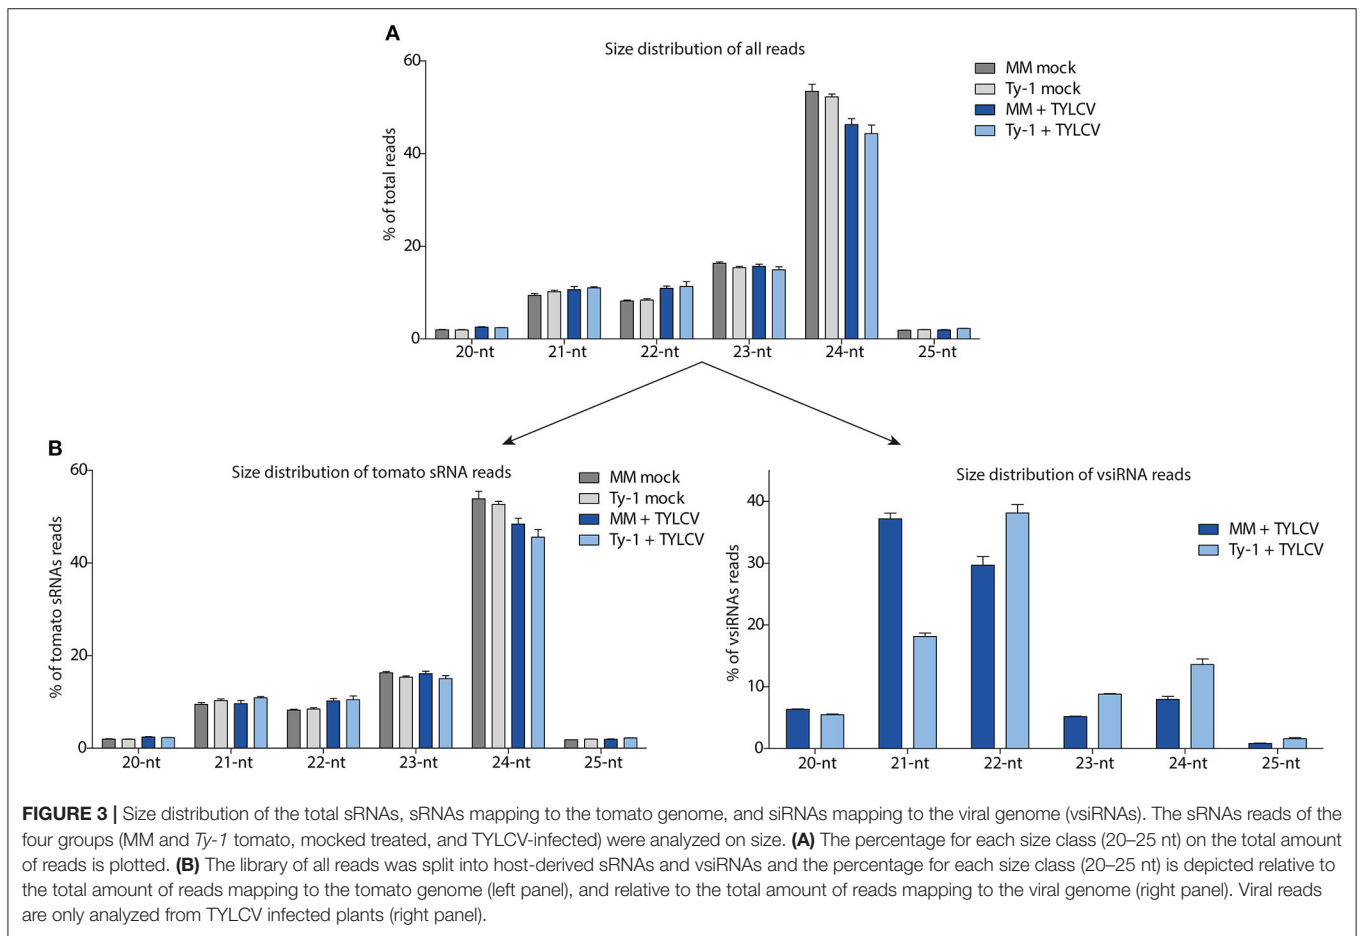 A
Size distribution of all reads
MM mock
Ty-1 mock
MM + TYLCV
Ty-1 + TYLCV
% of total reads
60
40
20
0
20-nt 21-nt 22-nt 23-nt 24-nt 25-nt
B
Size distribution of tomato sRNA reads
MM mock
Ty-1 mock
MM + TYLCV
Ty-1 + TYLCV
% of tomato sRNAs reads
60
40
20
0
20-nt 21-nt 22-nt 23-nt 24-nt 25-nt
Size distribution of vsiRNA reads
MM + TYLCV
Ty-1 + TYLCV
% of vsiRNAs reads
40
30
20
10
0
20-nt 21-nt 22-nt 23-nt 24-nt 25-nt
FIGURE 3 | Size distribution of the total sRNAs, sRNAs mapping to the tomato genome, and siRNAs mapping to the viral genome (vsiRNAs). The sRNAs reads of the
four groups (MM and Ty-1 tomato, mocked treated, and TYLCV-infected) were analyzed on size. (A) The percentage for each size class (20–25 nt) on the total amount
of reads is plotted. (B) The library of all reads was split into host-derived sRNAs and vsiRNAs and the percentage for each size class (20–25 nt) is depicted relative to
the total amount of reads mapping to the tomato genome (left panel), and relative to the total amount of reads mapping to the viral genome (right panel). Viral reads
are only analyzed from TYLCV infected plants (right panel).